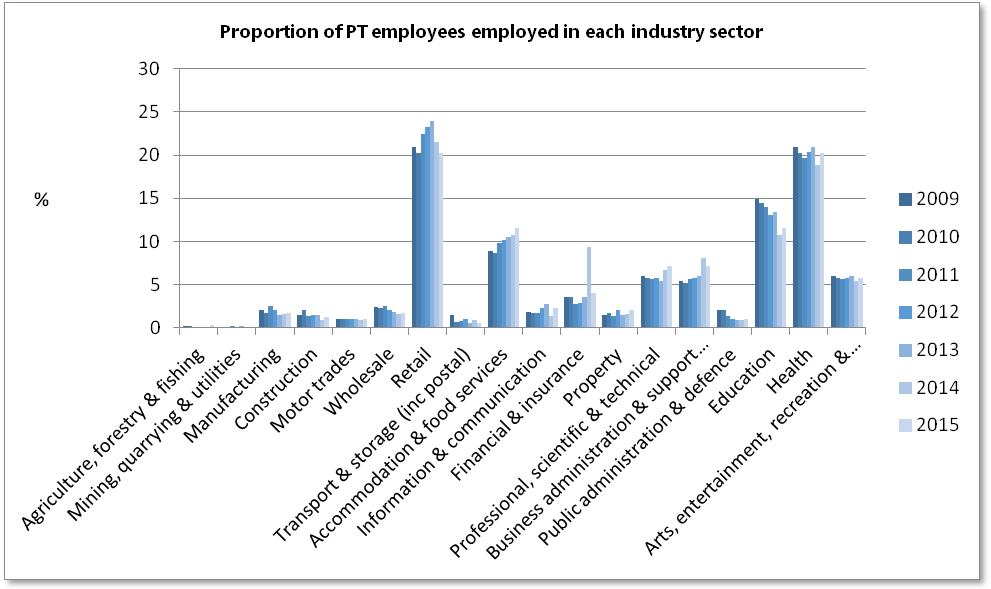 Proportion of PT employees employed in each industry sector
30
25
20
15
10
5
0
%
2009
2010
2011
2012
2013
2014
2015
Agriculture, forestry & fishing
Mining, quarrying & utilities
Manufacturing
Construction
Motor trades
Wholesale
Retail
Transport & storage (inc postal)
Accommodation & food services
Information & communication
Financial & insurance
Property
Professional, scientific & technical
Business administration & support...
Public administration & defence
Education
Health
Arts, entertainment, recreation &...